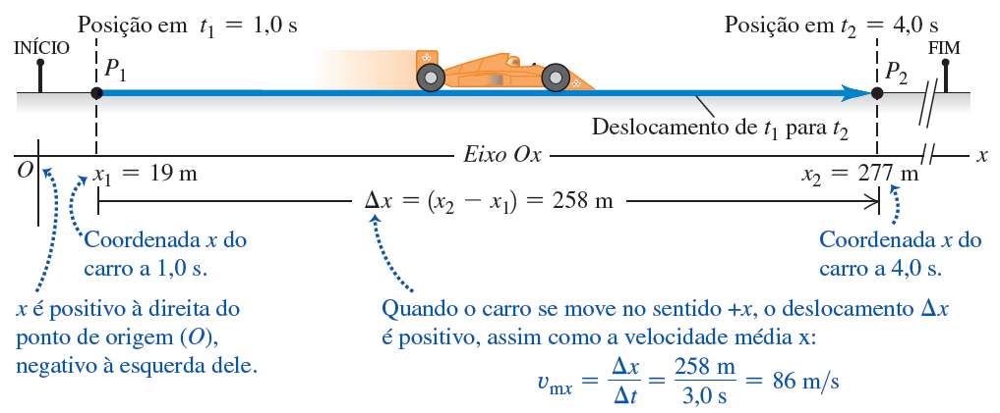 Posição em t₁ = 1,0 s
Posição em t₂ = 4,0 s
INÍCIO
FIM
P₁
P₂
Deslocamento de t₁ para t₂
Eixo Ox
x
O
x₁ = 19 m
x₂ = 277 m
Δx = (x₂ − x₁) = 258 m
Coordenada x do
carro a 1,0 s.
Coordenada x do
carro a 4,0 s.
x é positivo à direita do
ponto de origem (O),
negativo à esquerda dele.
Quando o carro se move no sentido +x, o deslocamento Δx
é positivo, assim como a velocidade média x:
vₘₓ = Δx/Δt = 258 m/3,0 s = 86 m/s